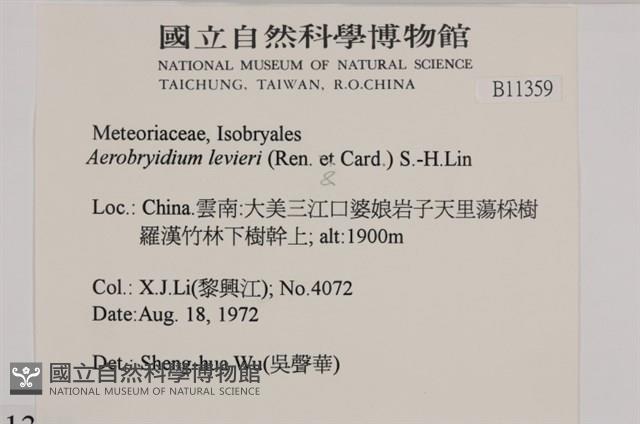 國立自然科學博物館
NATIONAL MUSEUM OF NATURAL SCIENCE
TAICHUNG, TAIWAN, R.O.CHINA
B11359
Meteoriaceae, Isobryales
Aerobryidium levieri (Ren. et Card.) S.-H.Lin
&
Loc.: China.雲南:大美三江口婆娘岩子天里蕩採樹
羅漢竹林下樹幹上; alt:1900m
Col.: X.J.Li(黎興江); No.4072
Date:Aug. 18, 1972
Det.: Sheng-hua Wu(吳聲華)
國立自然科學博物館
NATIONAL MUSEUM OF NATURAL SCIENCE